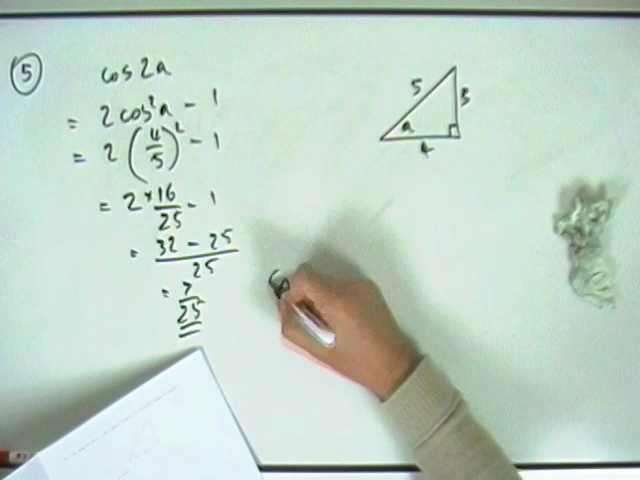 5
cos 2a
= 2cos²a - 1
= 2(4/5)² - 1
= 2 × 16/25 - 1
= 32 - 25/25
= 7/25
5
3
a
4